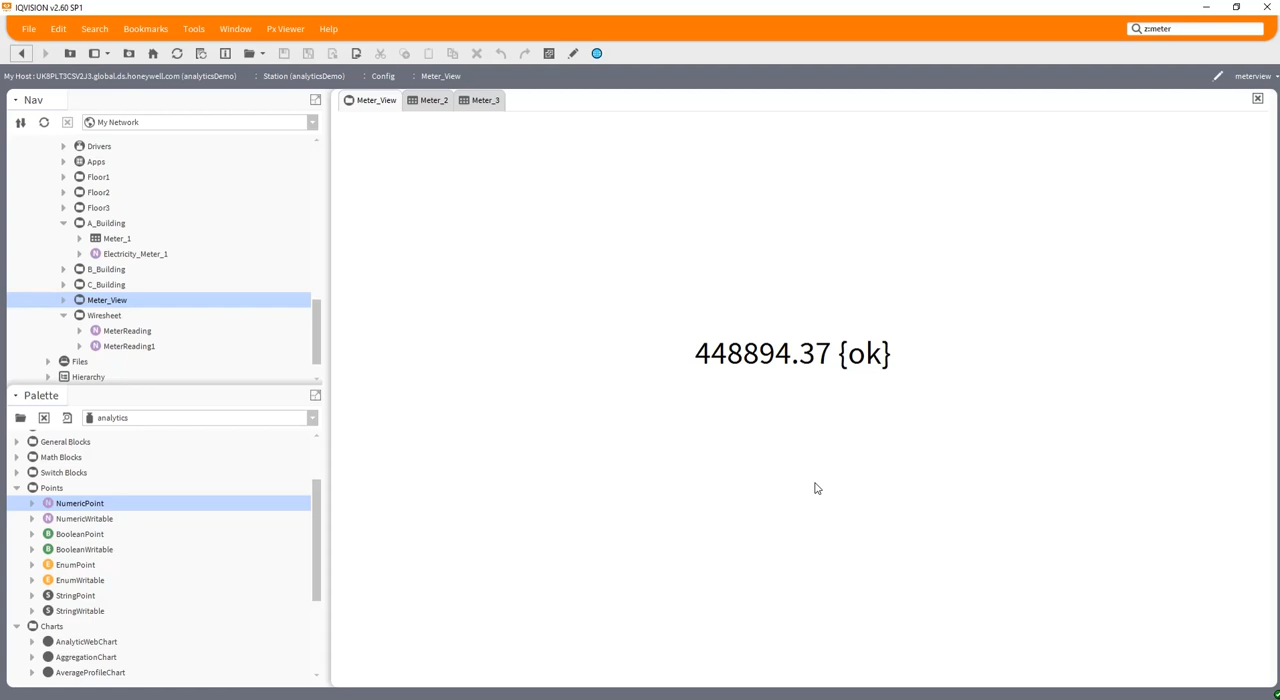 IQVISION v2.60 SP1
File Edit Search Bookmarks Tools Window Px Viewer Help
z:meter
My Host : UK8PLT3CSV2J3.global.ds.honeywell.com (analyticsDemo) : Station (analyticsDemo) : Config : Meter_View
meterview
Nav
My Network
Drivers
Apps
Floor1
Floor2
Floor3
A_Building
Meter_1
N Electricity_Meter_1
B_Building
C_Building
Meter_View
Wiresheet
N MeterReading
N MeterReading1
Files
Hierarchy
Palette
analytics
General Blocks
Math Blocks
Switch Blocks
Points
N NumericPoint
N NumericWritable
B BooleanPoint
B BooleanWritable
E EnumPoint
E EnumWritable
S StringPoint
S StringWritable
Charts
AnalyticWebChart
AggregationChart
AverageProfileChart
Meter_View Meter_2 Meter_3
448894.37 {ok}